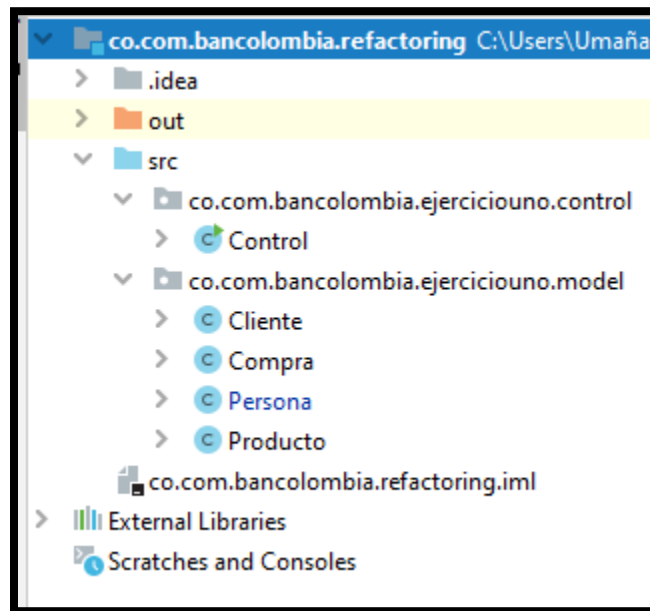 co.com.bancolombia.refactoring C:\Users\Umaña
.idea
out
src
co.com.bancolombia.ejerciciouno.control
Control
co.com.bancolombia.ejerciciouno.model
Cliente
Compra
Persona
Producto
co.com.bancolombia.refactoring.iml
External Libraries
Scratches and Consoles